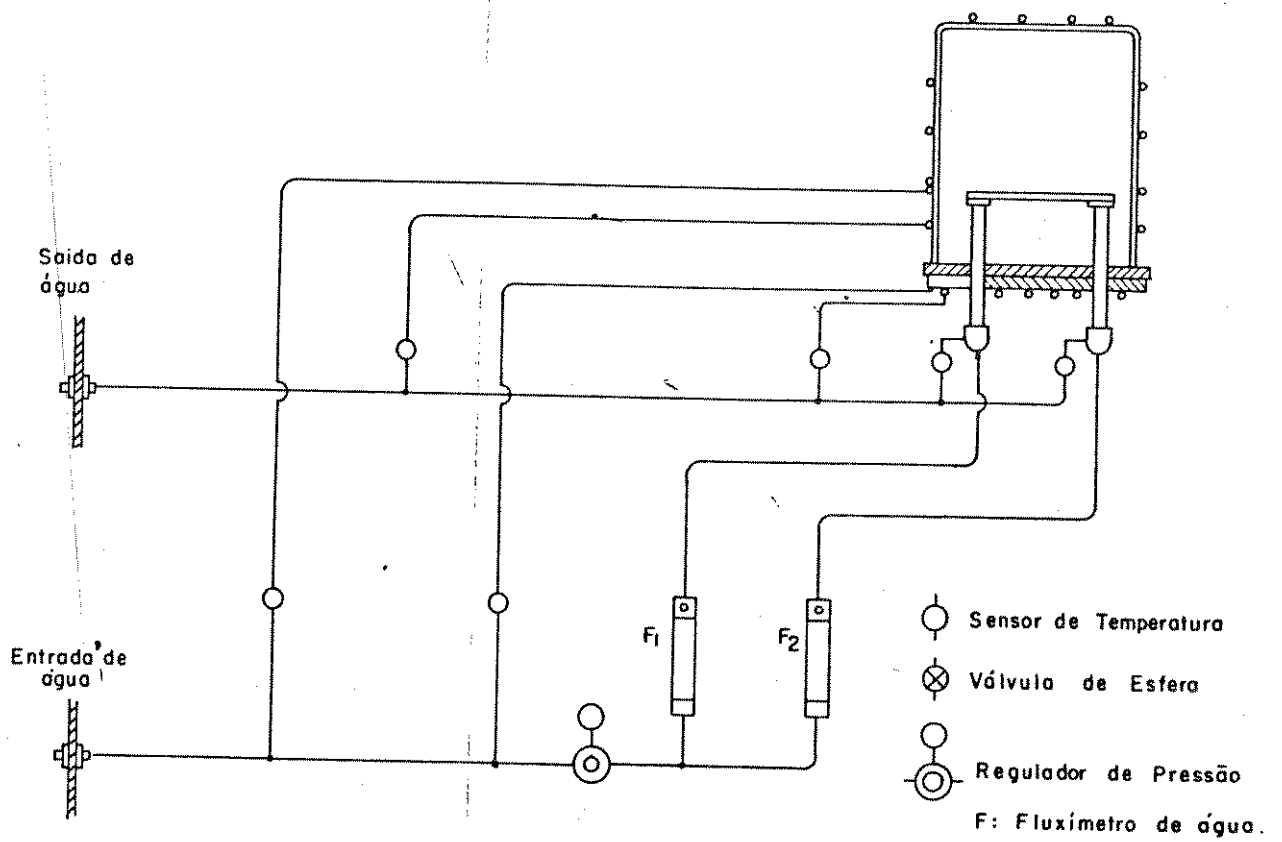 Saida de
água
Entrada de
água
F1
F2
Sensor de Temperatura
Válvula de Esfera
Regulador de Pressão
F: Fluxímetro de água.